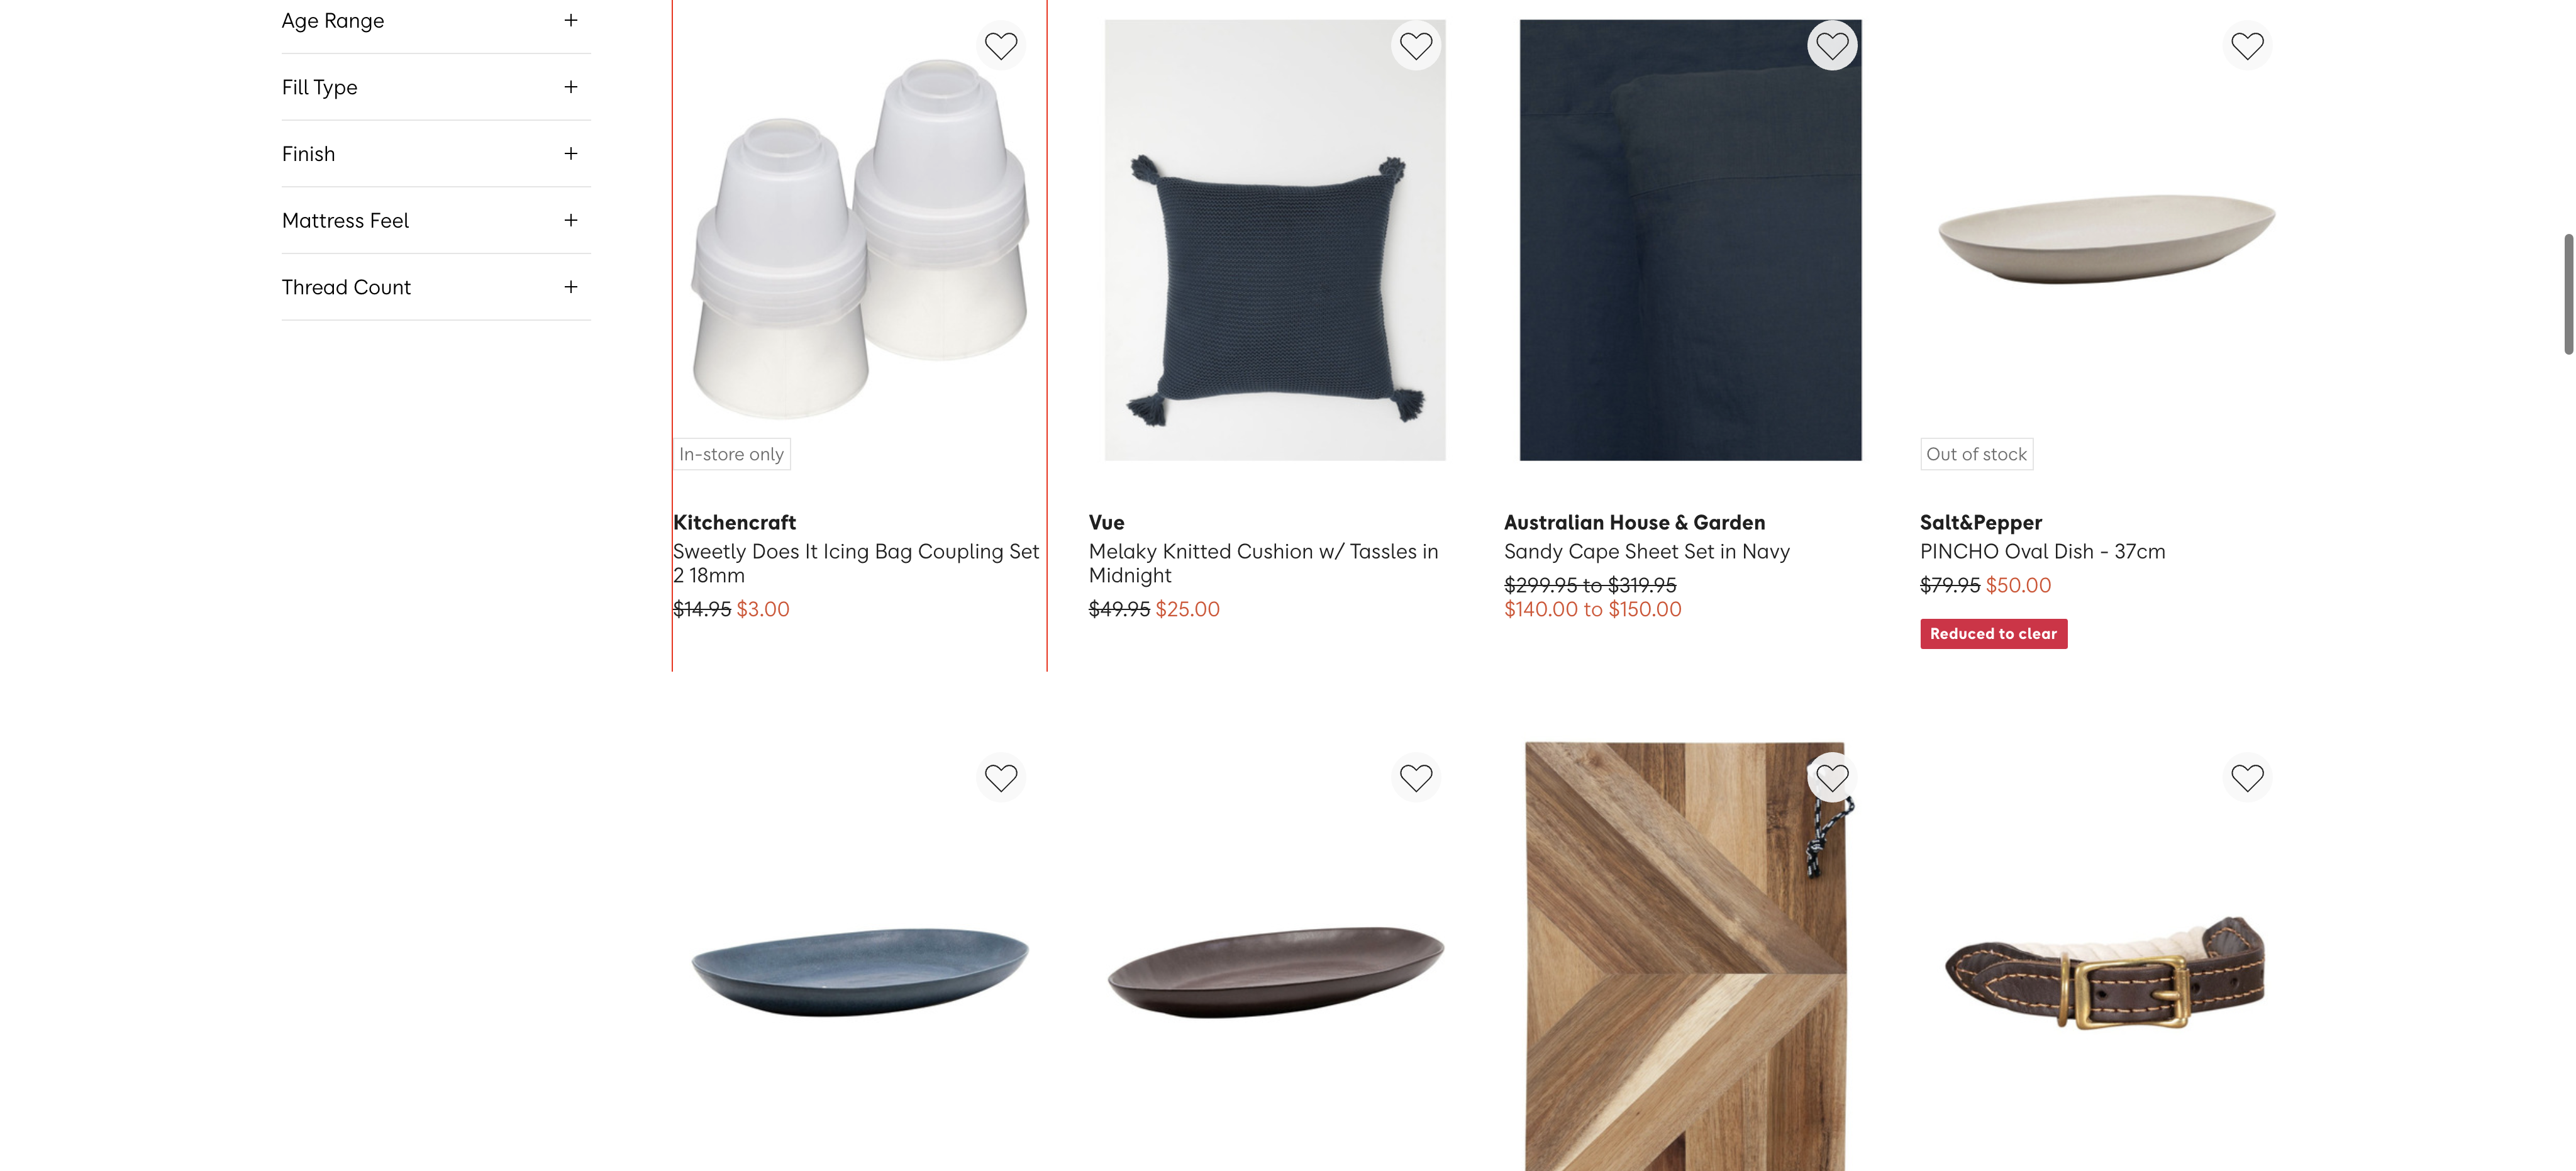 Age Range
Fill Type
Finish
Mattress Feel
Thread Count
In-store only
Kitchencraft
Sweetly Does It Icing Bag Coupling Set
2 18mm
$14.95 $3.00
Vue
Melaky Knitted Cushion w/ Tassles in
Midnight
$49.95 $25.00
Australian House & Garden
Sandy Cape Sheet Set in Navy
$299.95 to $319.95
$140.00 to $150.00
Out of stock
Salt&Pepper
PINCHO Oval Dish - 37cm
$79.95 $50.00
Reduced to clear